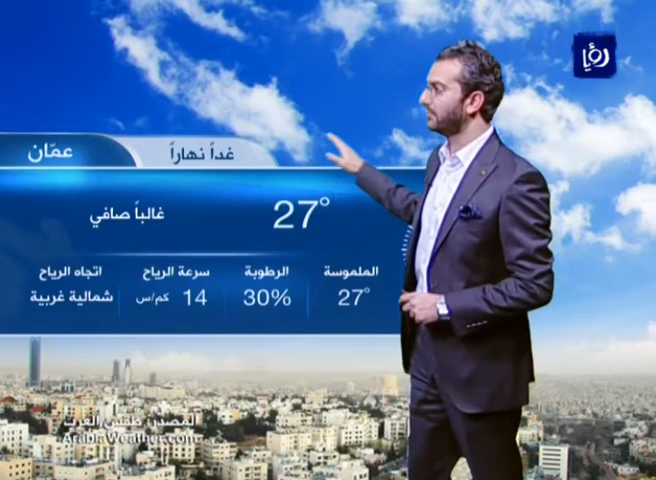 رؤيا
عمّان
غداً نهاراً
غالباً صافي
27°
الملموسة
27°
الرطوبة
30%
سرعة الرياح
14 كم/س
اتجاه الرياح
شمالية غربية
المصدر: طقس العرب
ArabiaWeather.com